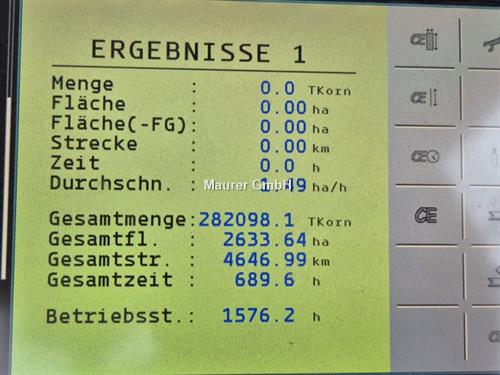 ERGEBNISSE 1
Menge : 0.0 TKorn
Fläche : 0.00 ha
Fläche(-FG): 0.00 ha
Strecke : 0.00 km
Zeit : 0.0 h
Durchschn. : .49 ha/h
Maurer GmbH
Gesamtmenge:282098.1 TKorn
Gesamtfl. : 2633.64 ha
Gesamtstr. : 4646.99 km
Gesamtzeit : 689.6 h
Betriebsst.: 1576.2 h